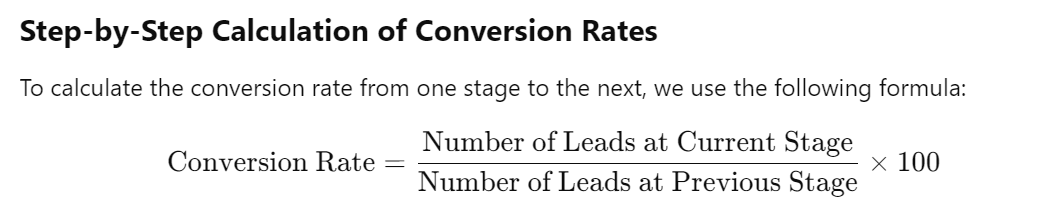 Step-by-Step Calculation of Conversion Rates
To calculate the conversion rate from one stage to the next, we use the following formula:
Conversion Rate = Number of Leads at Current Stage / Number of Leads at Previous Stage × 100